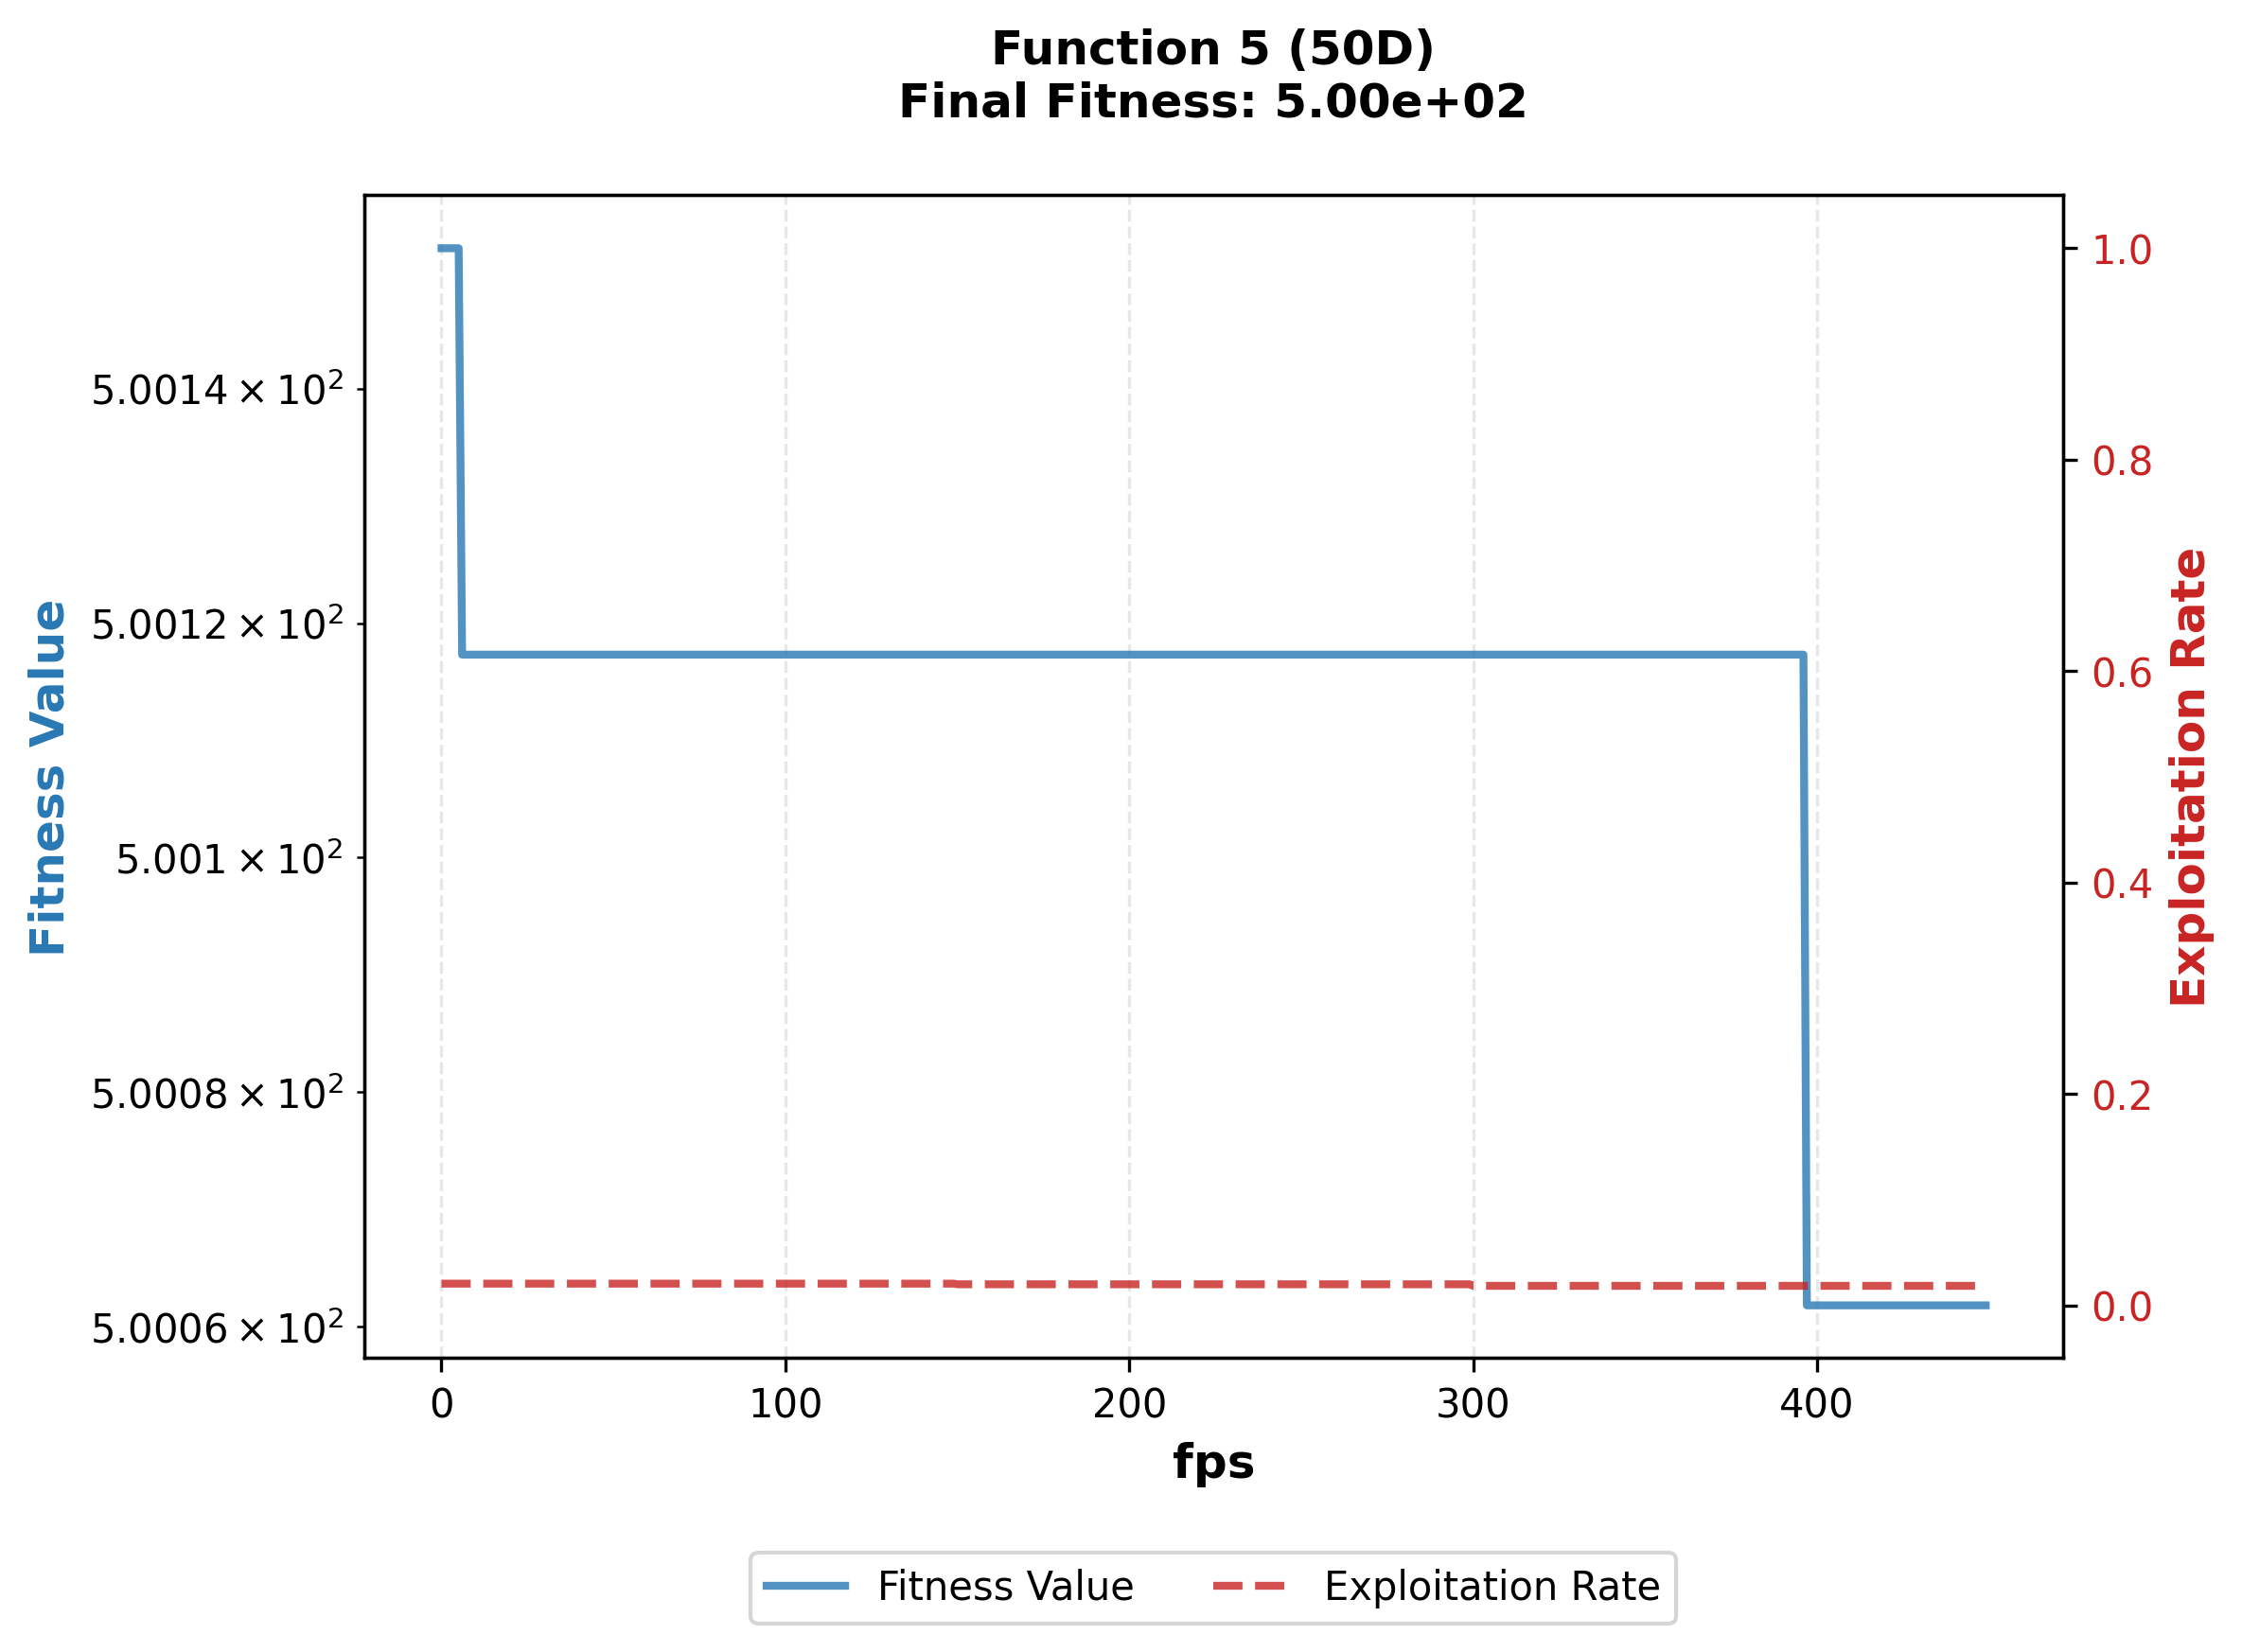 Function 5 (50D)
Final Fitness: 5.00e+02
Fitness Value
5.0014 × 10²
5.0012 × 10²
5.001 × 10²
5.0008 × 10²
5.0006 × 10²
1.0
0.8
0.6
0.4
0.2
0.0
Exploitation Rate
0 100 200 300 400
fps
Fitness Value Exploitation Rate